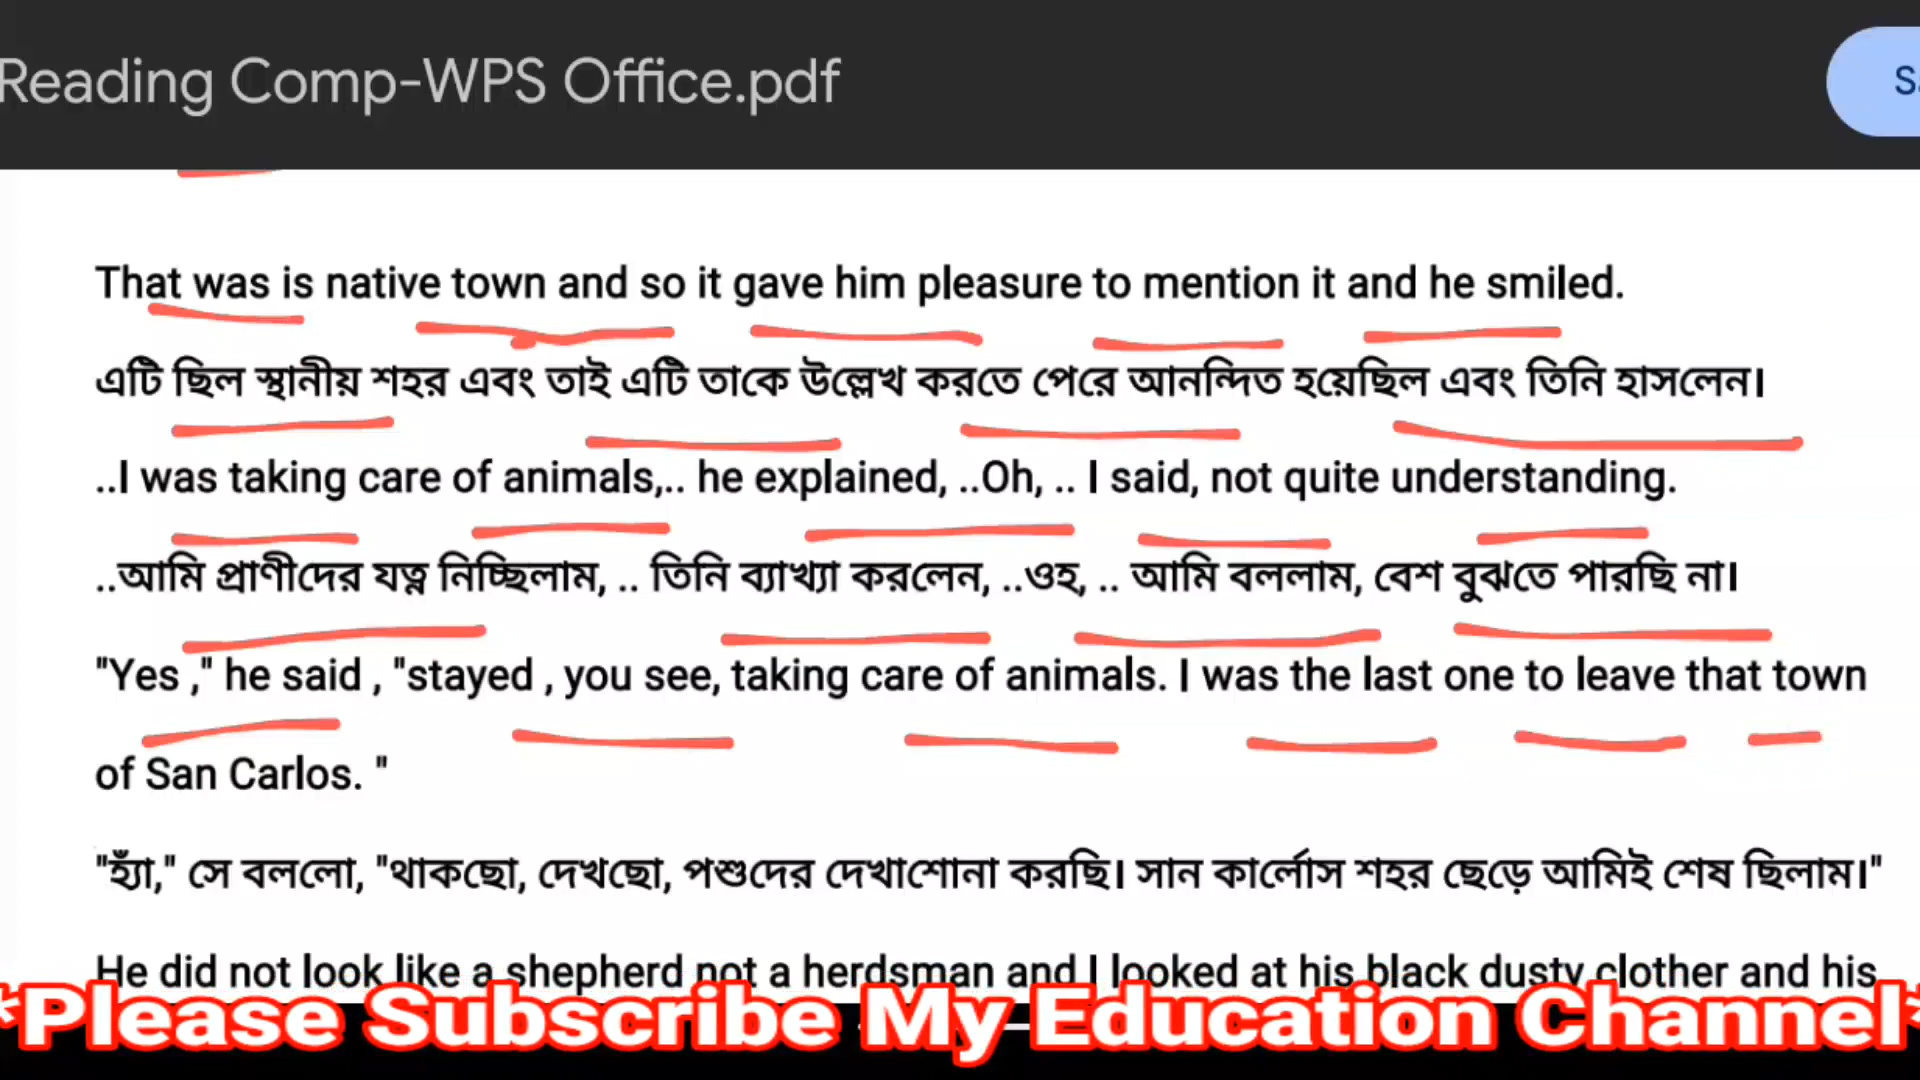 Reading Comp-WPS Office.pdf
That was is native town and so it gave him pleasure to mention it and he smiled.
এটি ছিল স্থানীয় শহর এবং তাই এটি তাকে উল্লেখ করতে পেরে আনন্দিত হয়েছিল এবং তিনি হাসলেন।
..I was taking care of animals,.. he explained, ..Oh, .. I said, not quite understanding.
..আমি প্রাণীদের যত্ন নিচ্ছিলাম, .. তিনি ব্যাখ্যা করলেন, ..ওহ, .. আমি বললাম, বেশ বুঝতে পারছি না।
"Yes ," he said , "stayed , you see, taking care of animals. I was the last one to leave that town
of San Carlos. "
"হ্যাঁ," সে বললো, "থাকছো, দেখছো, পশুদের দেখাশোনা করছি। সান কার্লোস শহর ছেড়ে আমিই শেষ ছিলাম।"
He did not look like a shepherd not a herdsman and I looked at his black dusty clother and his
*Please Subscribe My Education Channel*